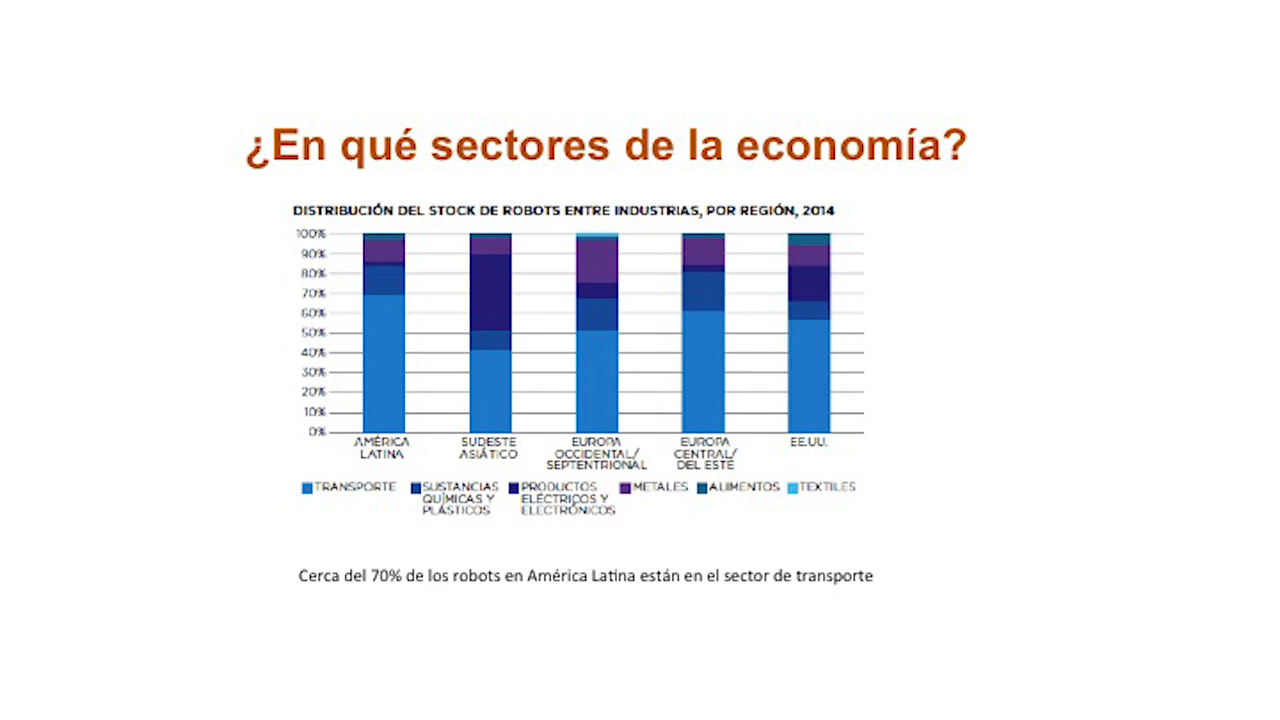 ¿En qué sectores de la economía?
DISTRIBUCIÓN DEL STOCK DE ROBOTS ENTRE INDUSTRIAS, POR REGIÓN, 2014
100%
90%
80%
70%
60%
50%
40%
30%
20%
10%
0%
AMÉRICA
LATINA
SUDESTE
ASIÁTICO
EUROPA
OCCIDENTAL/
SEPTENTRIONAL
EUROPA
CENTRAL/
DEL ESTE
EE.UU.
TRANSPORTE
SUSTANCIAS
QUÍMICAS Y
PLÁSTICOS
PRODUCTOS
ELÉCTRICOS Y
ELECTRÓNICOS
METALES
ALIMENTOS
TEXTILES
Cerca del 70% de los robots en América Latina están en el sector de transporte